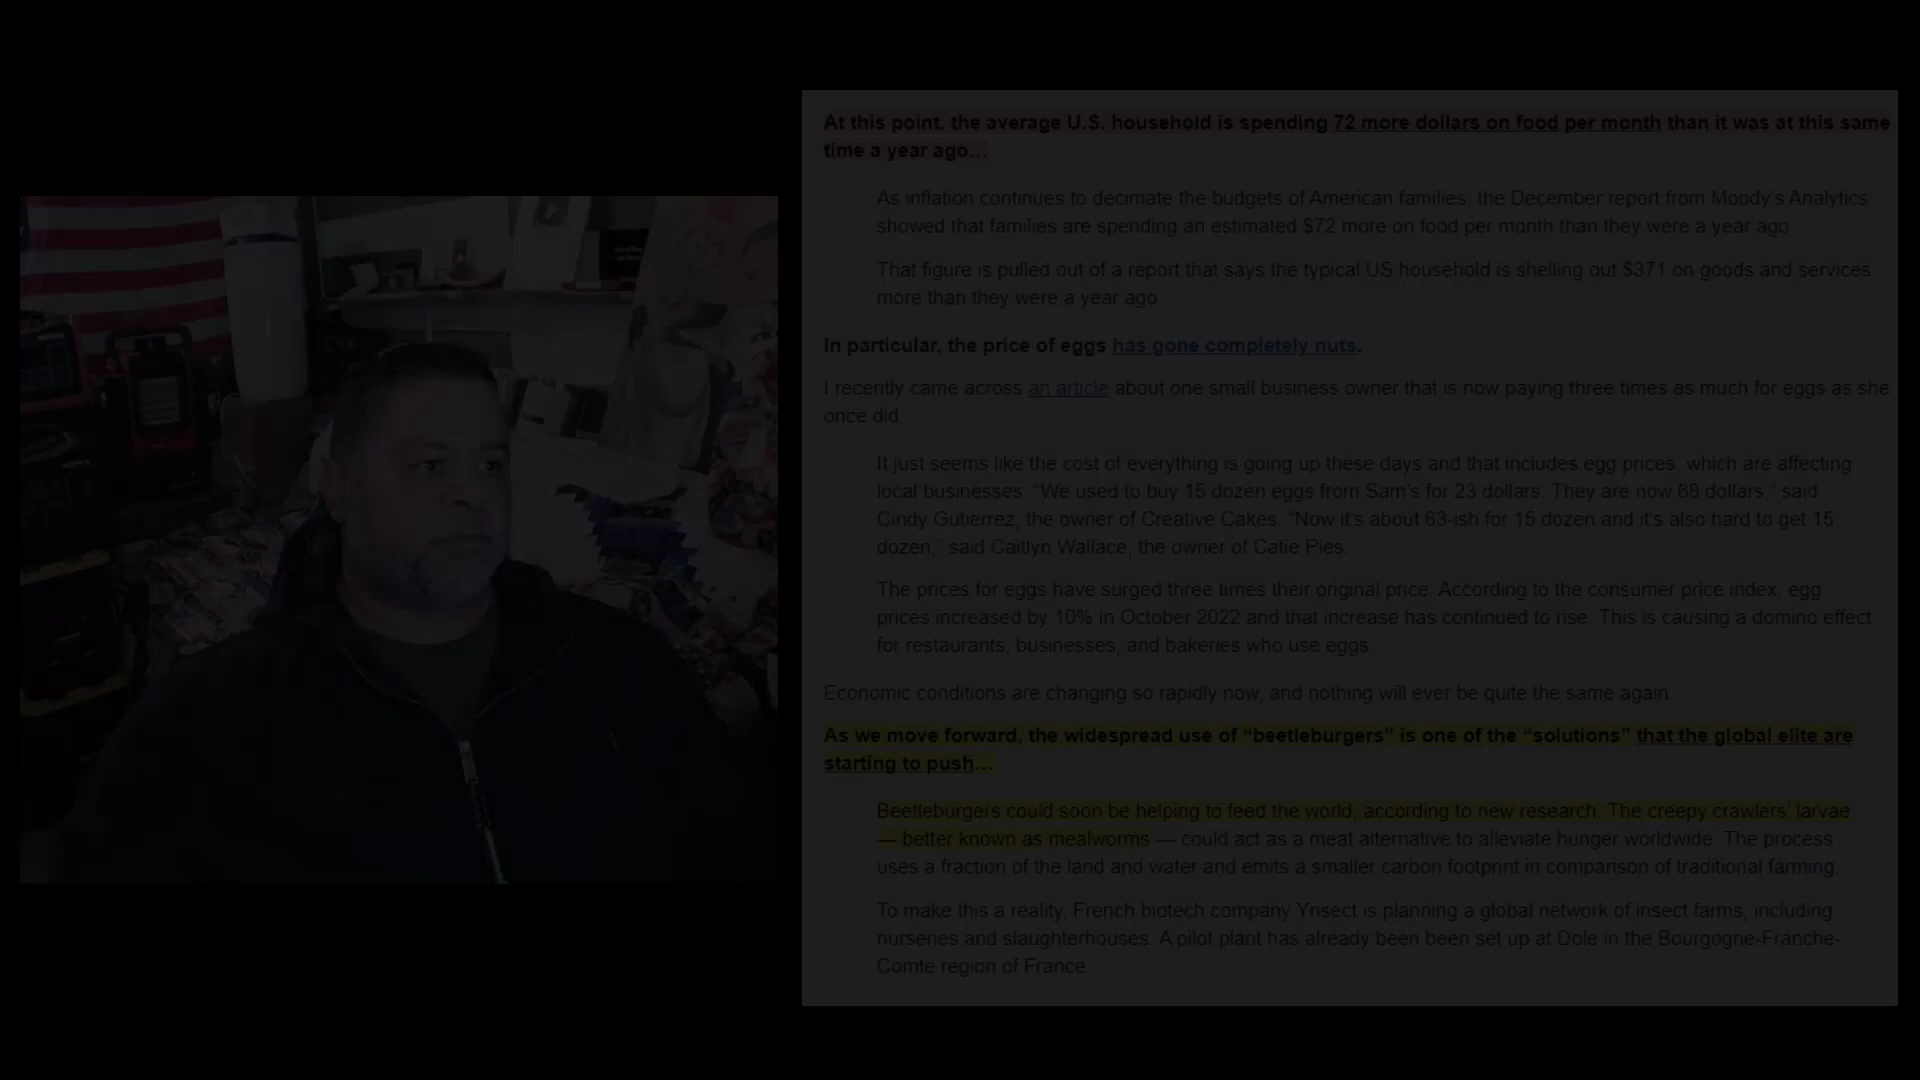 At this point, the average U.S. household is spending 72 more dollars on food per month than it was at this same
time a year ago…
As inflation continues to decimate the budgets of American families, the December report from Moody's Analytics
showed that families are spending an estimated $72 more on food per month than they were a year ago.
That figure is pulled out of a report that says the typical US household is shelling out $371 on goods and services
more than they were a year ago.
In particular, the price of eggs has gone completely nuts.
I recently came across an article about one small business owner that is now paying three times as much for eggs as she
once did…
It just seems like the cost of everything is going up these days and that includes egg prices, which are affecting
local businesses. “We used to buy 15 dozen eggs from Sam's for 23 dollars. They are now 68 dollars,” said
Cindy Gutierrez, the owner of Creative Cakes. “Now it's about 63-ish for 15 dozen and it's also hard to get 15
dozen,” said Caitlyn Wallace, the owner of Catie Pies.
The prices for eggs have surged three times their original price. According to the consumer price index, egg
prices increased by 10% in October 2022 and that increase has continued to rise. This is causing a domino effect
for restaurants, businesses, and bakeries who use eggs.
Economic conditions are changing so rapidly now, and nothing will ever be quite the same again.
As we move forward, the widespread use of “beetleburgers” is one of the “solutions” that the global elite are
starting to push…
Beetleburgers could soon be helping to feed the world, according to new research. The creepy crawlers' larvae
— better known as mealworms — could act as a meat alternative to alleviate hunger worldwide. The process
uses a fraction of the land and water and emits a smaller carbon footprint in comparison of traditional farming.
To make this a reality, French biotech company Ynsect is planning a global network of insect farms, including
nurseries and slaughterhouses. A pilot plant has already been been set up at Dole in the Bourgogne-Franche-
Comte region of France.